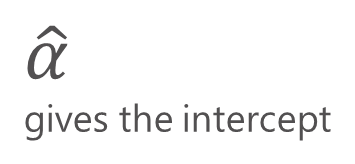 α̂
gives the intercept